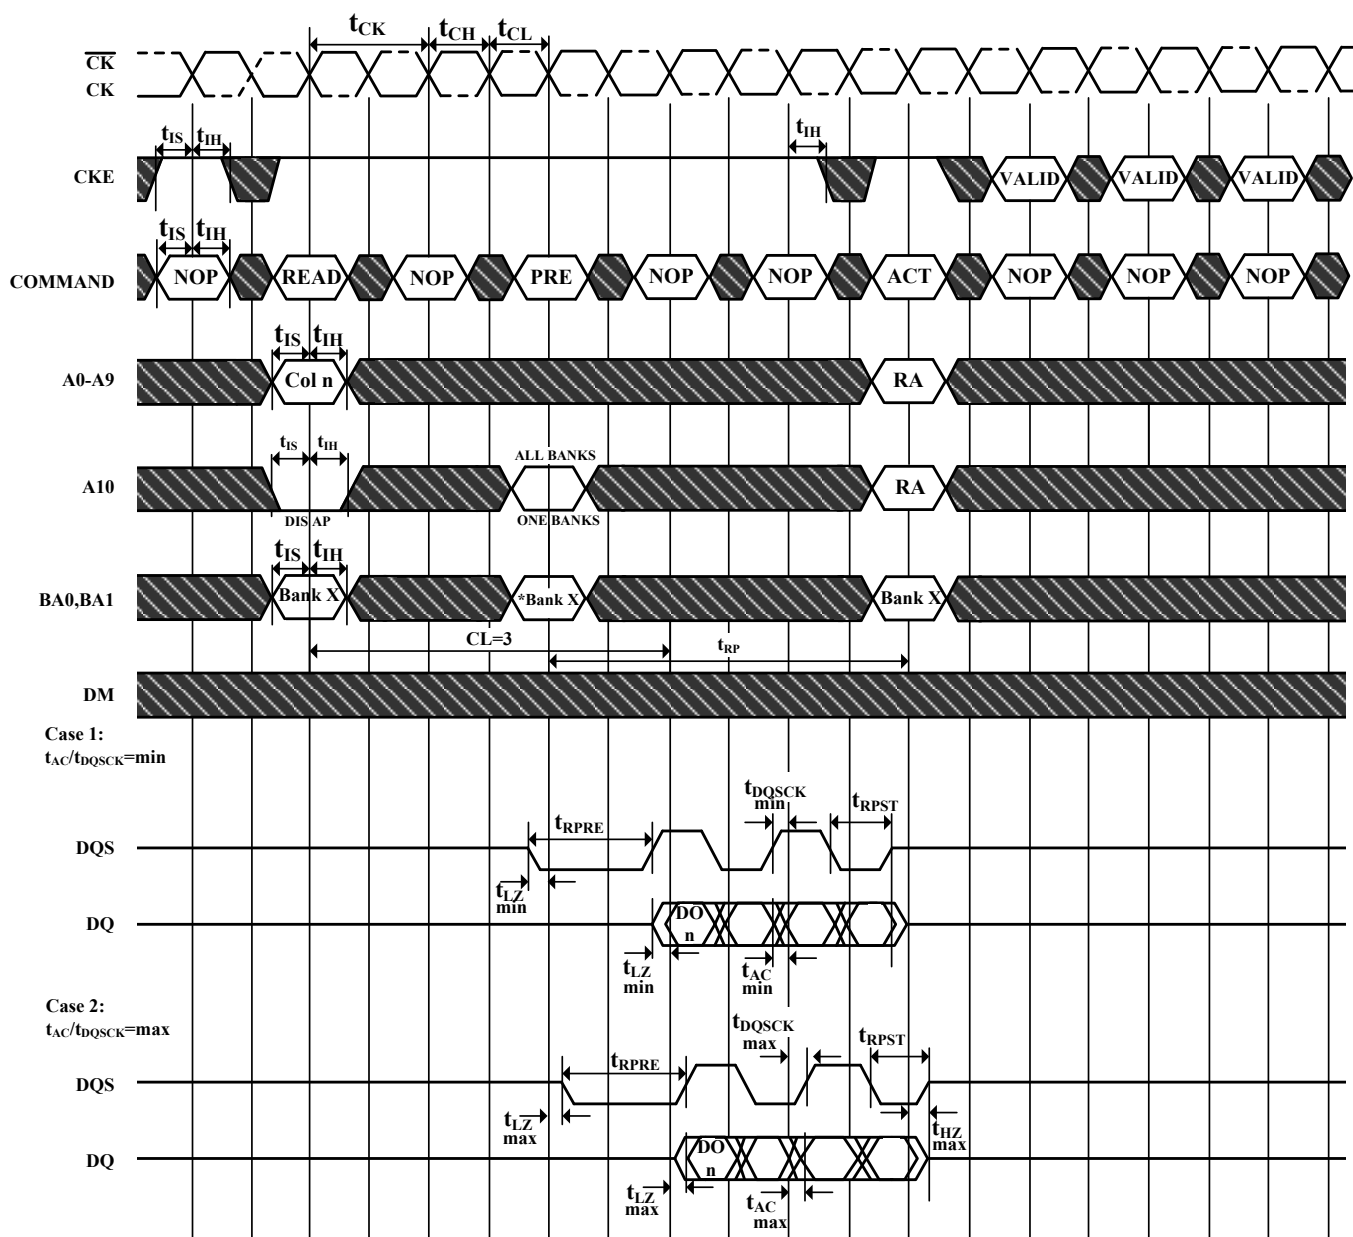 tCK tCH tCL
CK
CK
tIS tIH tIH
CKE VALID VALID VALID
tIS tIH
COMMAND NOP READ NOP PRE NOP NOP ACT NOP NOP NOP
tIS tIH
A0-A9 Col n RA
tIS tIH ALL BANKS
A10 RA
DIS AP ONE BANKS
tIS tIH
BA0,BA1 Bank X *Bank X Bank X
CL=3 tRP
DM
Case 1:
tAC/tDQSCK=min
tDQSCK
min
tRPST
tRPRE
DQS
tLZ
min
DQ DO
n
tLZ
min
tAC
min
Case 2:
tAC/tDQSCK=max
tDQSCK
max
tRPST
tRPRE
DQS
tLZ
max
tHZ
max
DQ DO
n
tLZ
max
tAC
max